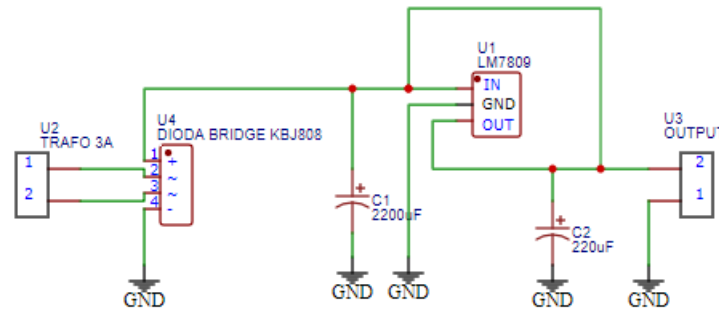 U2
TRAFO 3A
1
2
U4
DIODA BRIDGE KBJ808
1
2
3
4
+
~
~
-
GND
C1
2200uF
GND
GND
U1
LM7809
IN
GND
OUT
C2
220uF
GND
U3
OUTPUT
2
1
GND